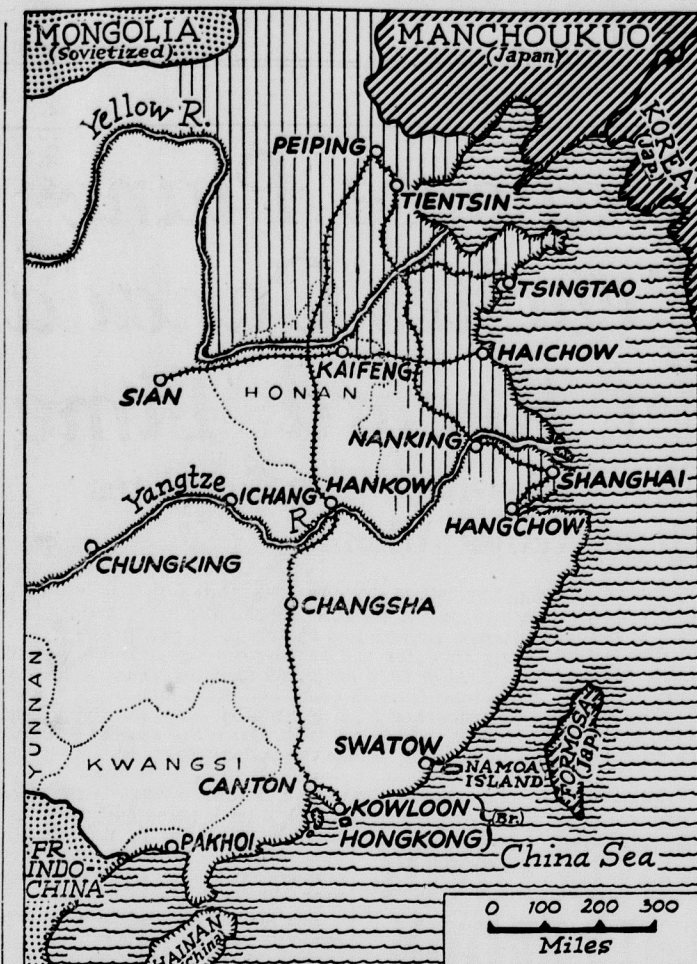 MONGOLIA
(Sovietized)
MANCHOUKUO
(Japan)
KOREA
(Jap.)
Yellow R.
PEIPING
TIENTSIN
TSINGTAO
HAICHOW
KAIFENG
SIAN
HONAN
NANKING
SHANGHAI
Yangtze R.
ICHANG
HANKOW
HANGCHOW
CHUNGKING
CHANGSHA
YUNNAN
KWANGSI
SWATOW
NAMOA
ISLAND
FORMOSA
(Jap.)
CANTON
KOWLOON
HONGKONG
(Br.)
PAKHOI
FR.
INDO-
CHINA
China Sea
HAINAN
(China)
0 100 200 300
Miles